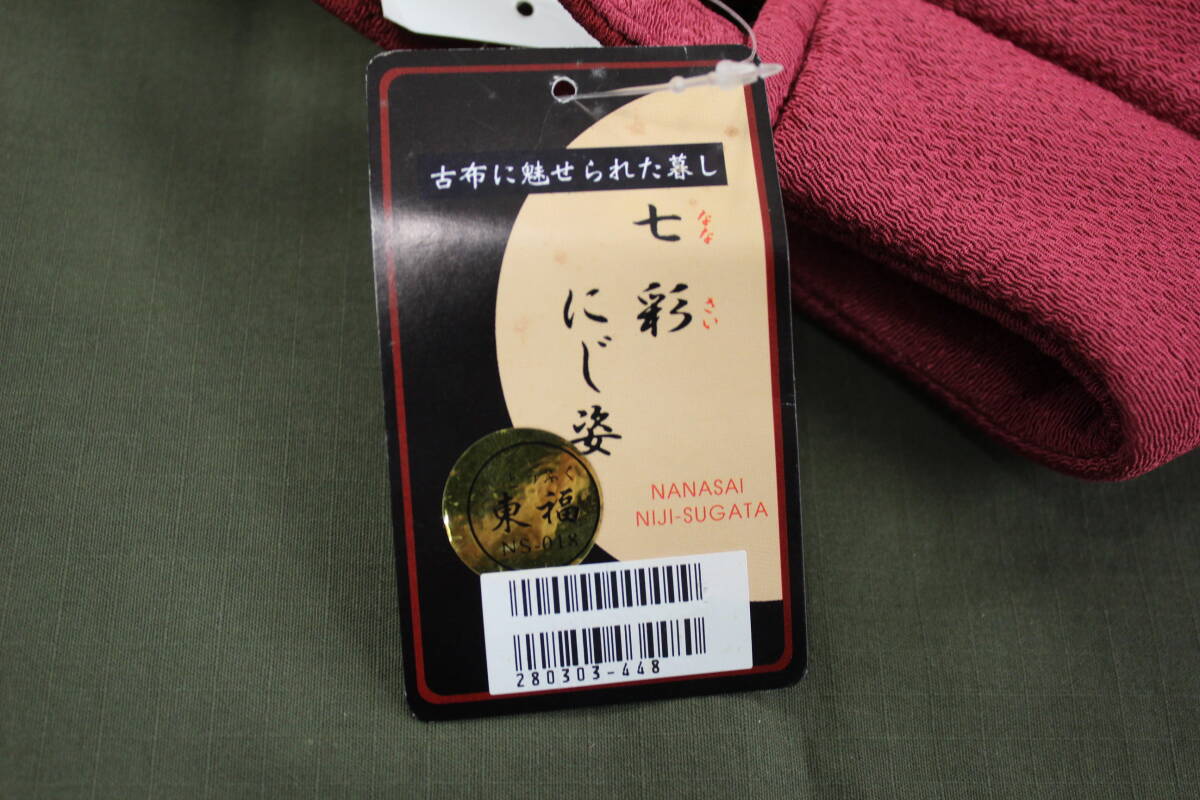 古布に魅せられた暮し
七彩
なな
さい
にじ姿
NANASAI
NIJI-SUGATA
東福
NS-018
280303-448